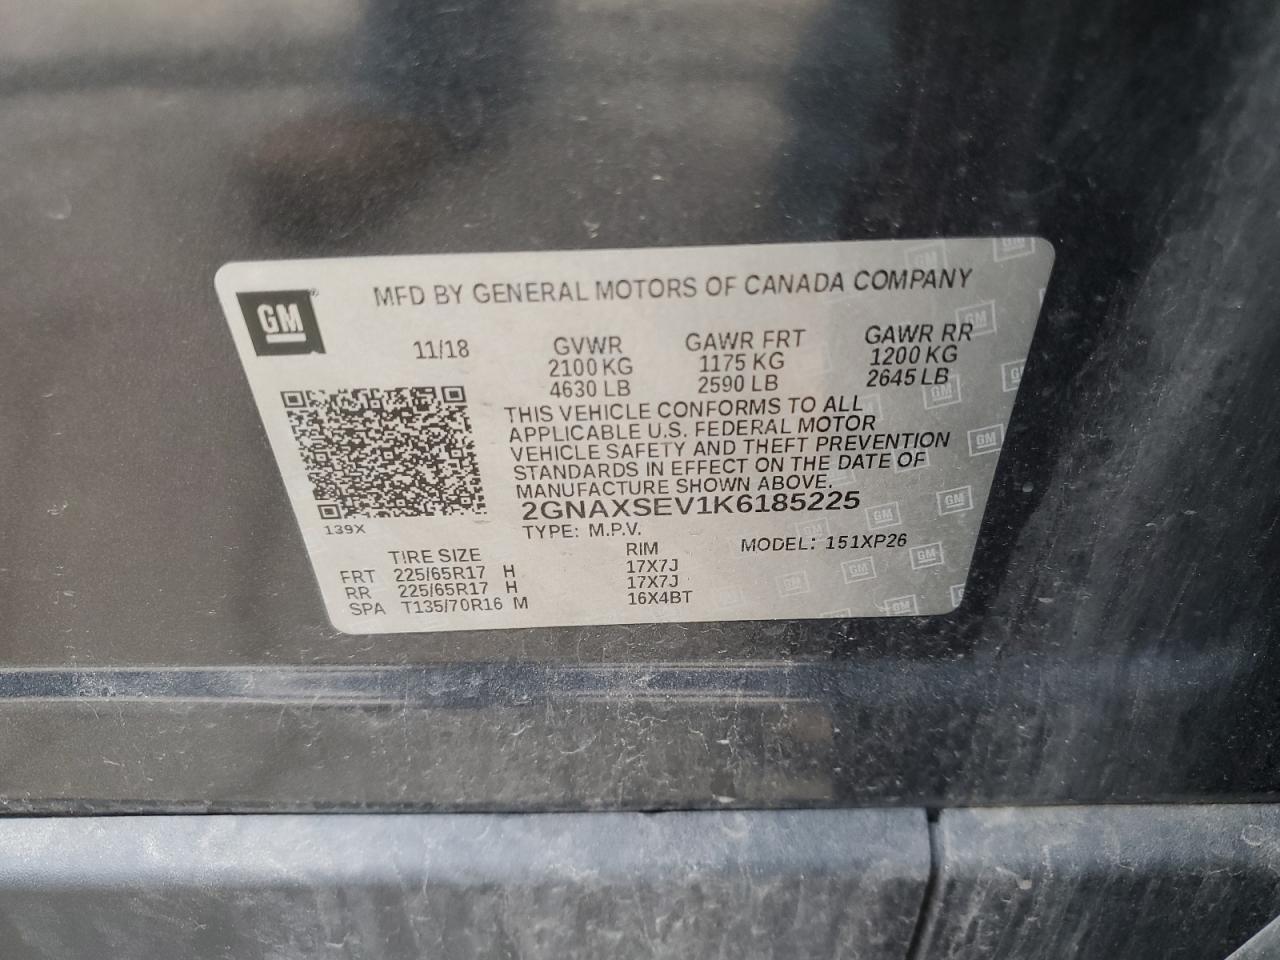 GM
MFD BY GENERAL MOTORS OF CANADA COMPANY
11/18 GVWR GAWR FRT GAWR RR
2100 KG 1175 KG 1200 KG
4630 LB 2590 LB 2645 LB
THIS VEHICLE CONFORMS TO ALL
APPLICABLE U.S. FEDERAL MOTOR
VEHICLE SAFETY AND THEFT PREVENTION
STANDARDS IN EFFECT ON THE DATE OF
MANUFACTURE SHOWN ABOVE.
2GNAXSEV1K6185225
139X
TYPE: M.P.V. MODEL: 151XP26
TIRE SIZE RIM
FRT 225/65R17 H 17X7J
RR 225/65R17 H 17X7J
SPA T135/70R16 M 16X4BT